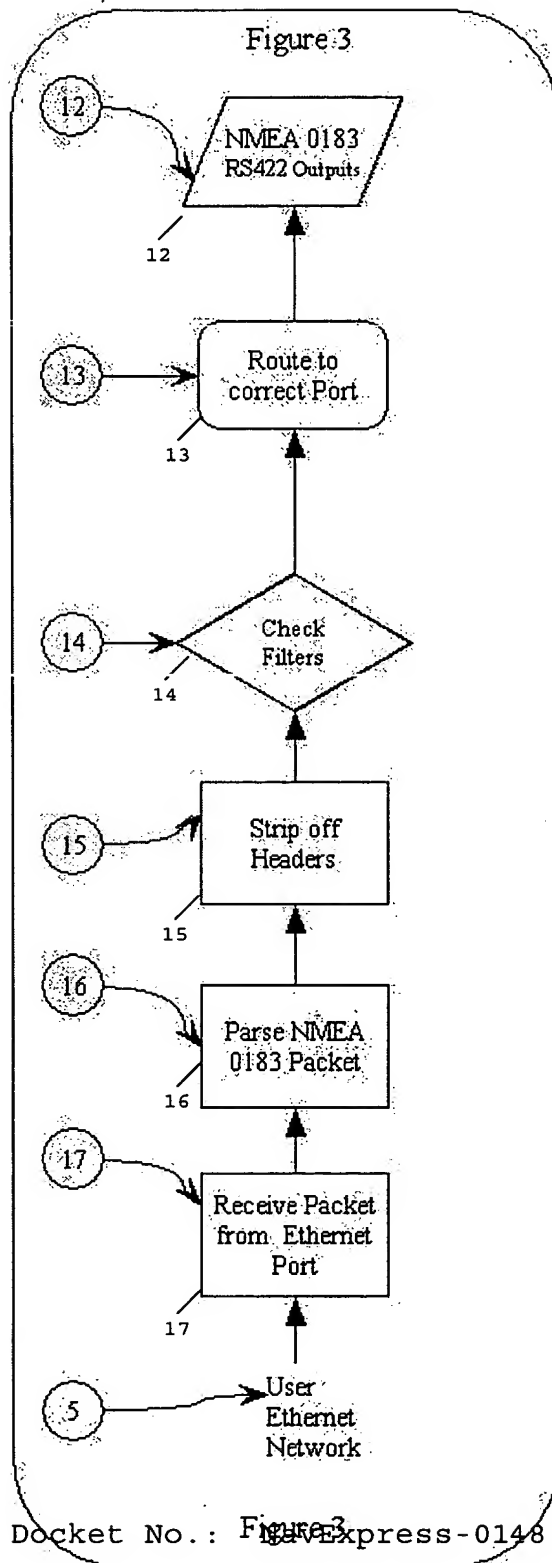 Figure 3
12
NMEA 0183
RS422 Outputs
12
13
Route to
correct Port
13
14
Check
Filters
14
15
Strip off
Headers
15
16
Parse NMEA
0183 Packet
16
17
Receive Packet
from Ethernet
Port
17
5
User
Ethernet
Network
Figure 3
Docket No.: NavExpress-0148